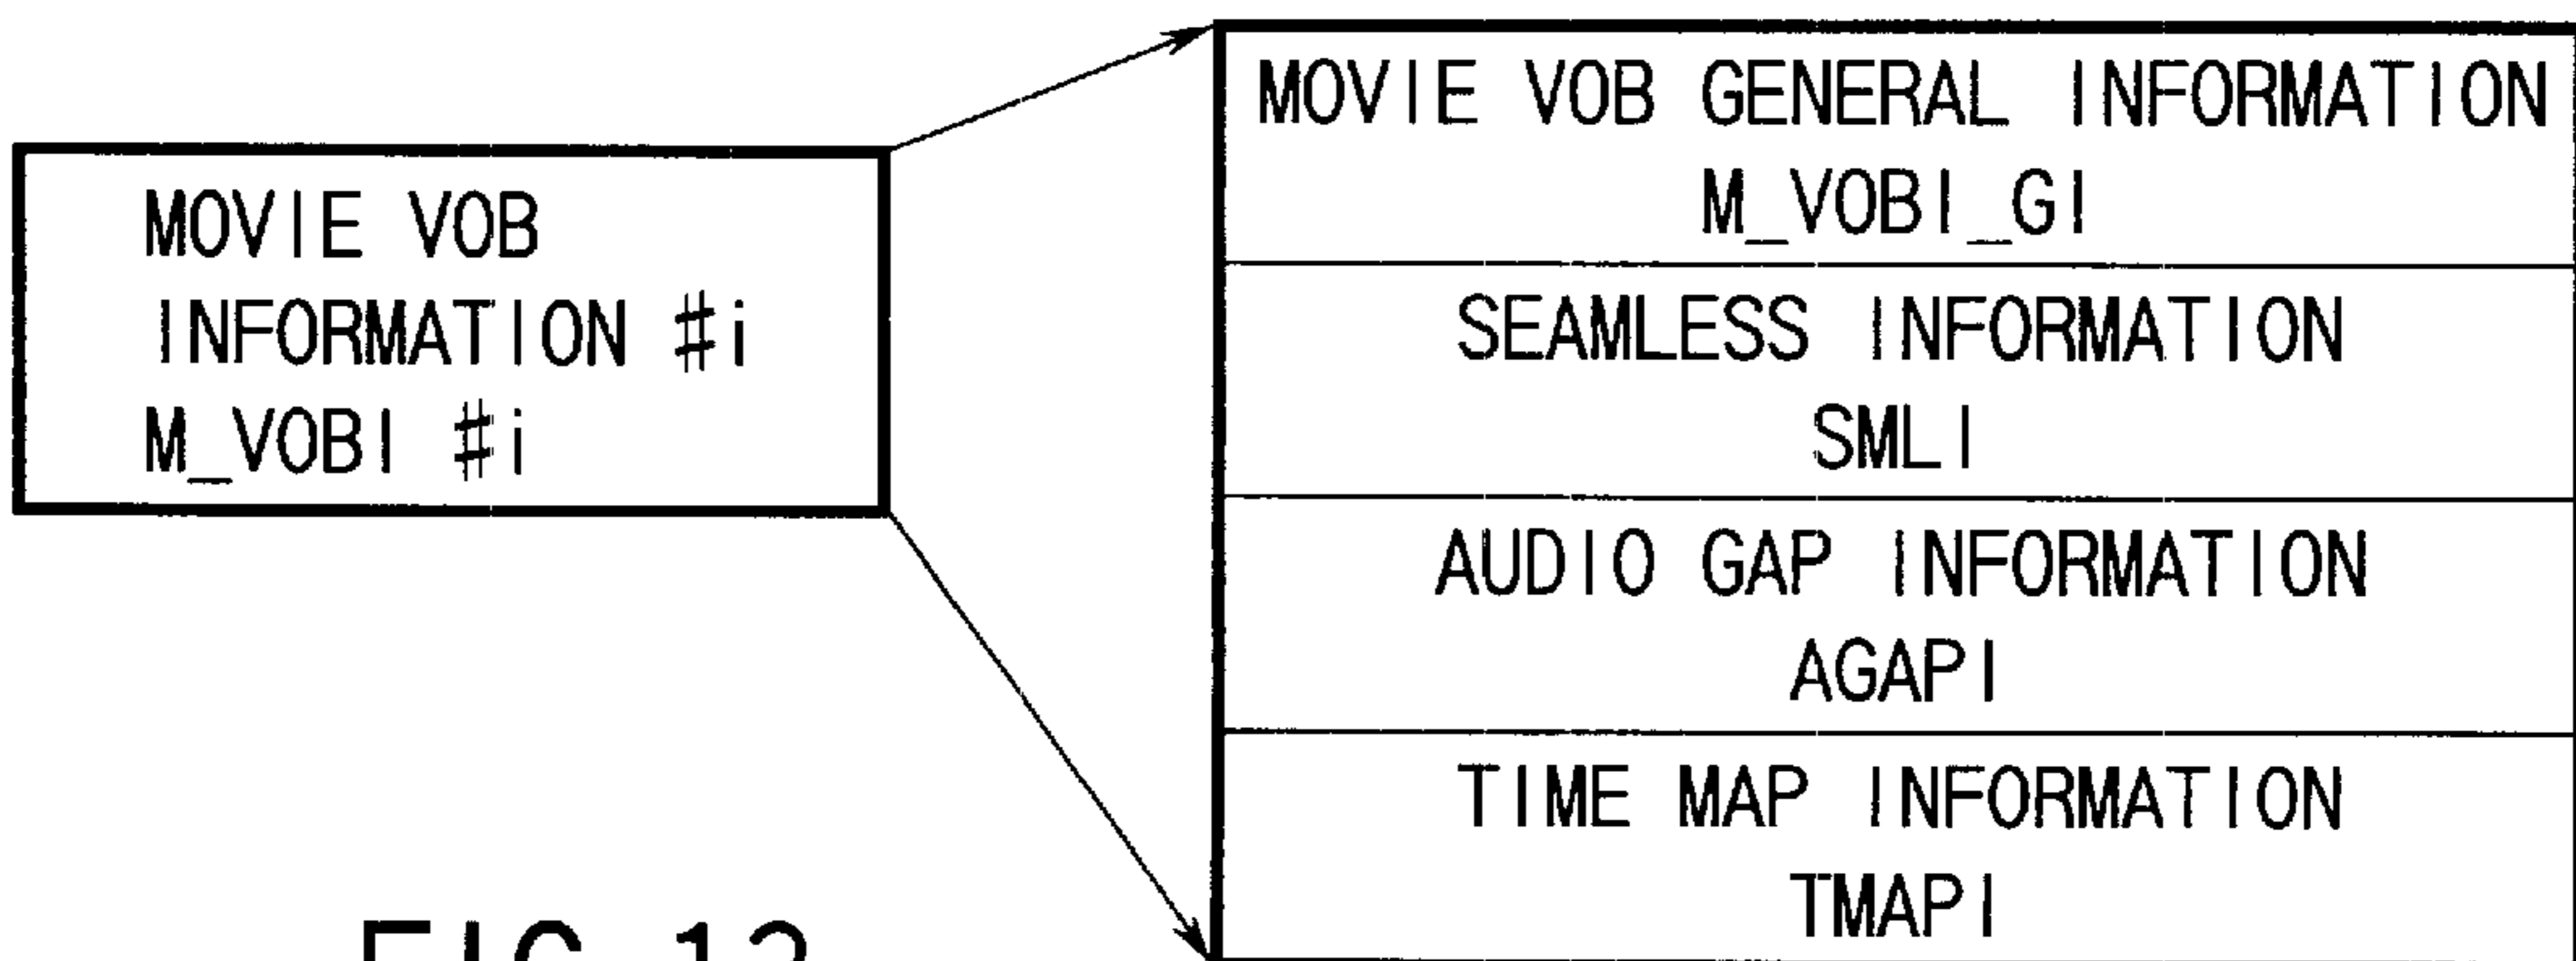 MOVIE VOB
INFORMATION #i
M_VOBI #i
MOVIE VOB GENERAL INFORMATION
M_VOBI_GI
SEAMLESS INFORMATION
SMLI
AUDIO GAP INFORMATION
AGAPI
TIME MAP INFORMATION
TMAPI
FIG.